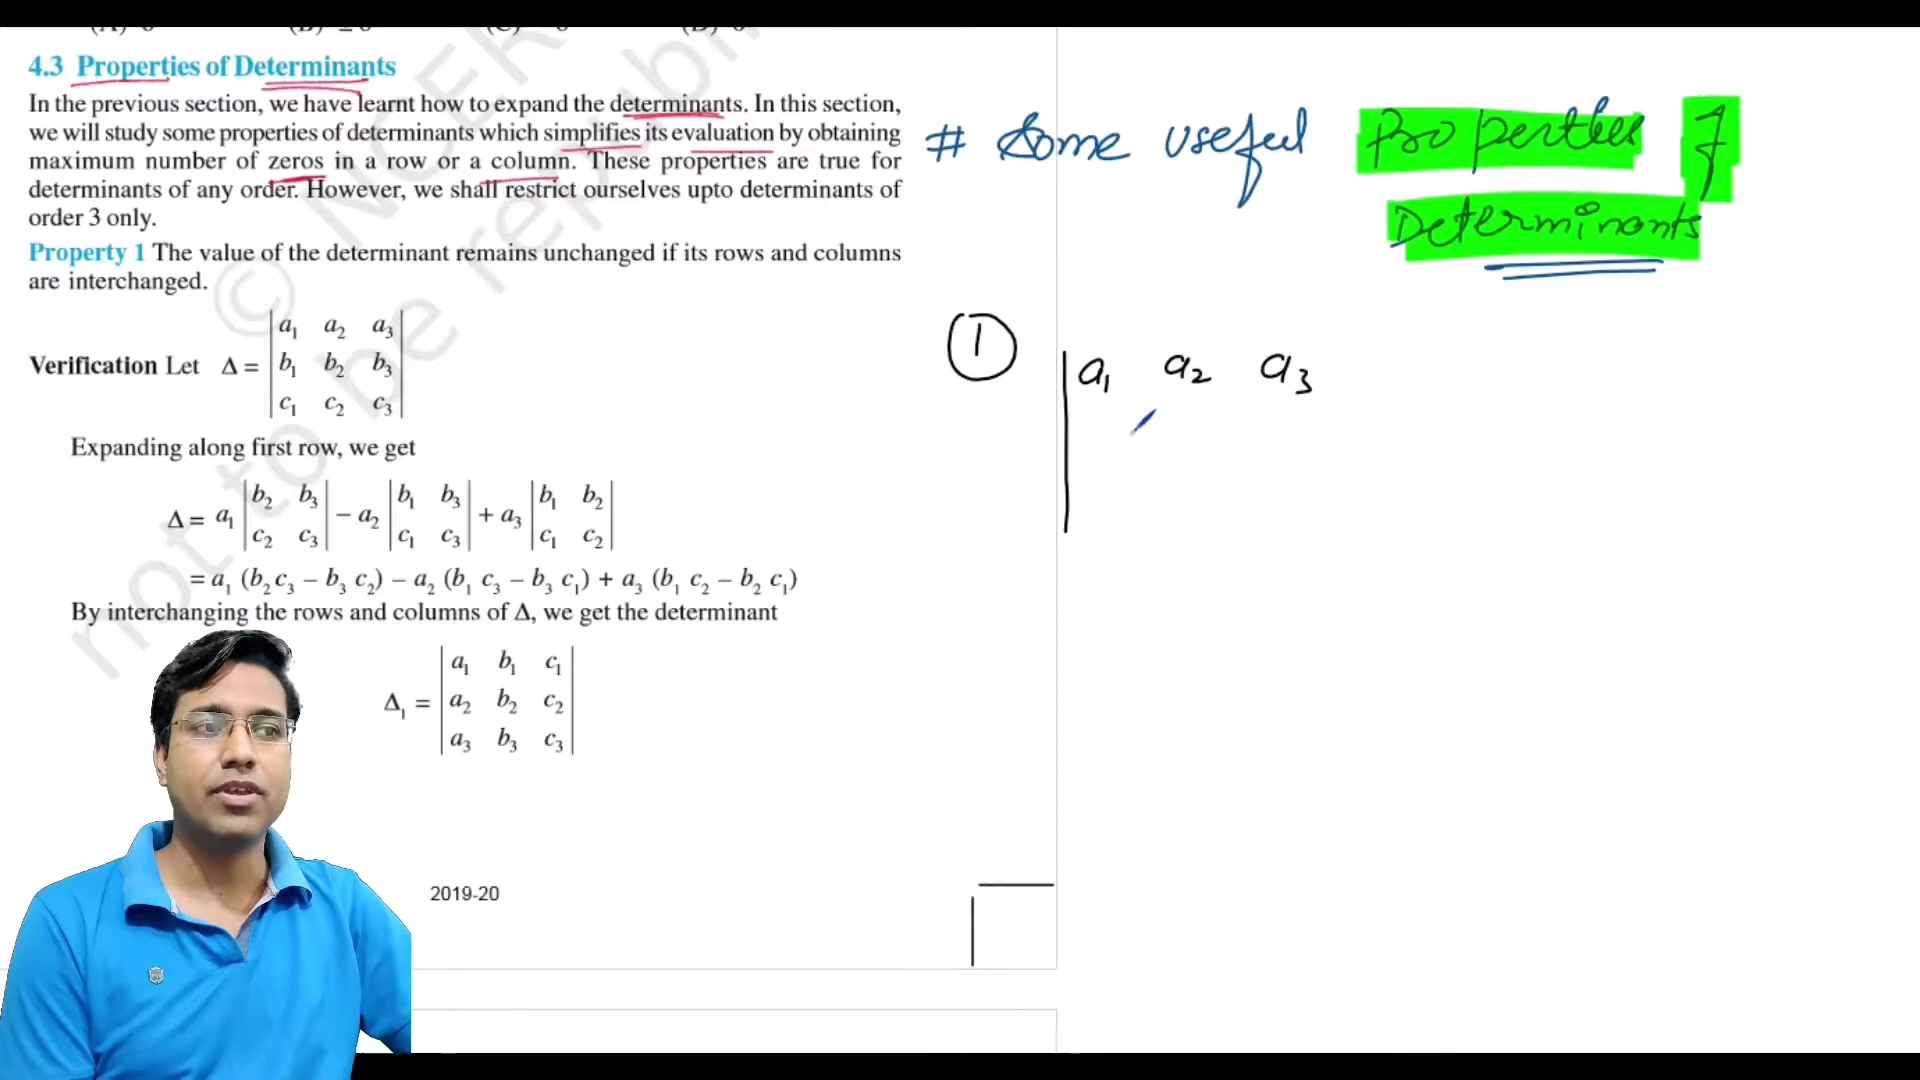 4.3 Properties of Determinants
In the previous section, we have learnt how to expand the determinants. In this section,
we will study some properties of determinants which simplifies its evaluation by obtaining
maximum number of zeros in a row or a column. These properties are true for
determinants of any order. However, we shall restrict ourselves upto determinants of
order 3 only.
Property 1 The value of the determinant remains unchanged if its rows and columns
are interchanged.
a₁ a₂ a₃
Verification Let Δ = b₁ b₂ b₃
c₁ c₂ c₃
Expanding along first row, we get
Δ = a₁ |b₂ b₃| − a₂ |b₁ b₃| + a₃ |b₁ b₂|
|c₂ c₃| |c₁ c₃| |c₁ c₂|
= a₁ (b₂ c₃ – b₃ c₂) – a₂ (b₁ c₃ – b₃ c₁) + a₃ (b₁ c₂ – b₂ c₁)
By interchanging the rows and columns of Δ, we get the determinant
a₁ b₁ c₁
Δ₁ = a₂ b₂ c₂
a₃ b₃ c₃
2019-20
© NCER
not to be republi
# Some useful Properties of
Determinants
1
a₁ a₂ a₃